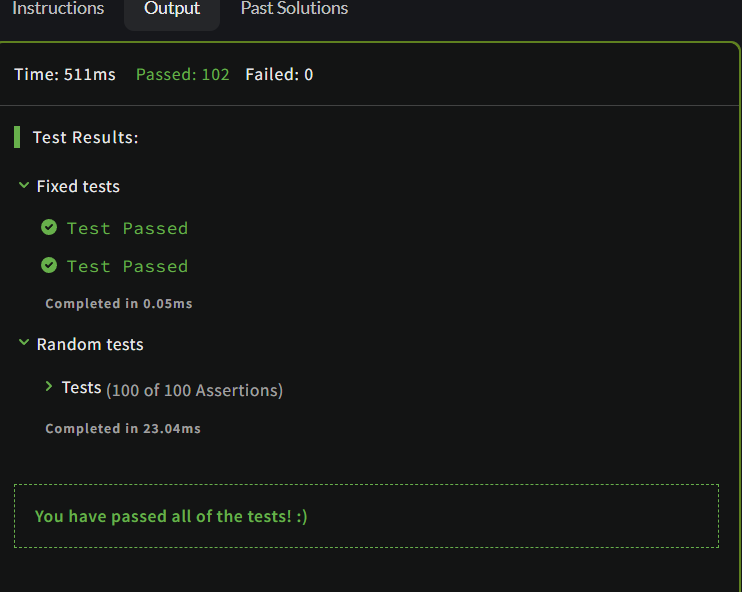 Instructions Output Past Solutions
Time: 511ms Passed: 102 Failed: 0
Test Results:
Fixed tests
Test Passed
Test Passed
Completed in 0.05ms
Random tests
Tests (100 of 100 Assertions)
Completed in 23.04ms
You have passed all of the tests! :)